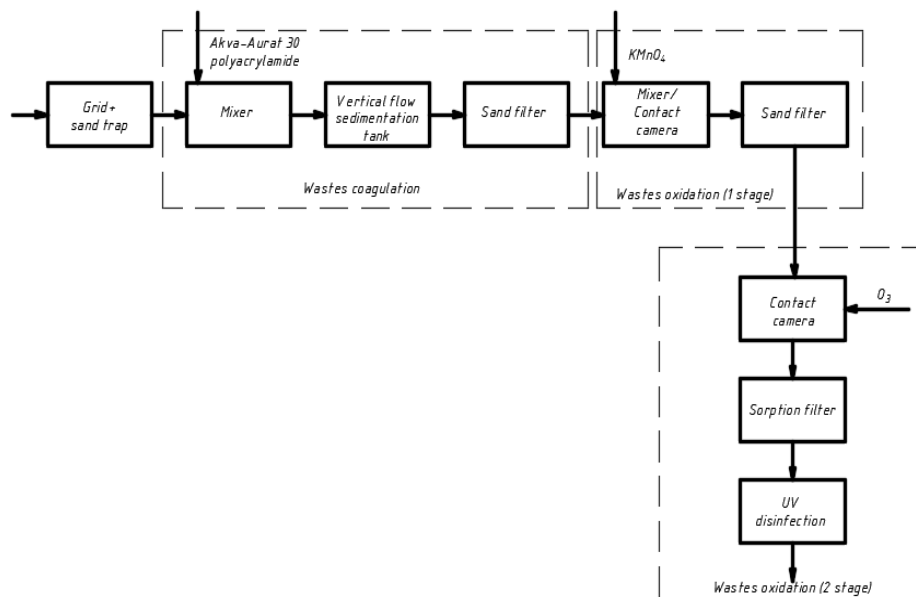 Akva-Aurat 30
polyacrylamide
KMnO₄
Grid+
sand trap
Mixer
Vertical flow
sedimentation
tank
Sand filter
Mixer/
Contact
camera
Sand filter
Wastes coagulation
Wastes oxidation (1 stage)
Contact
camera
O₃
Sorption filter
UV
disinfection
Wastes oxidation (2 stage)